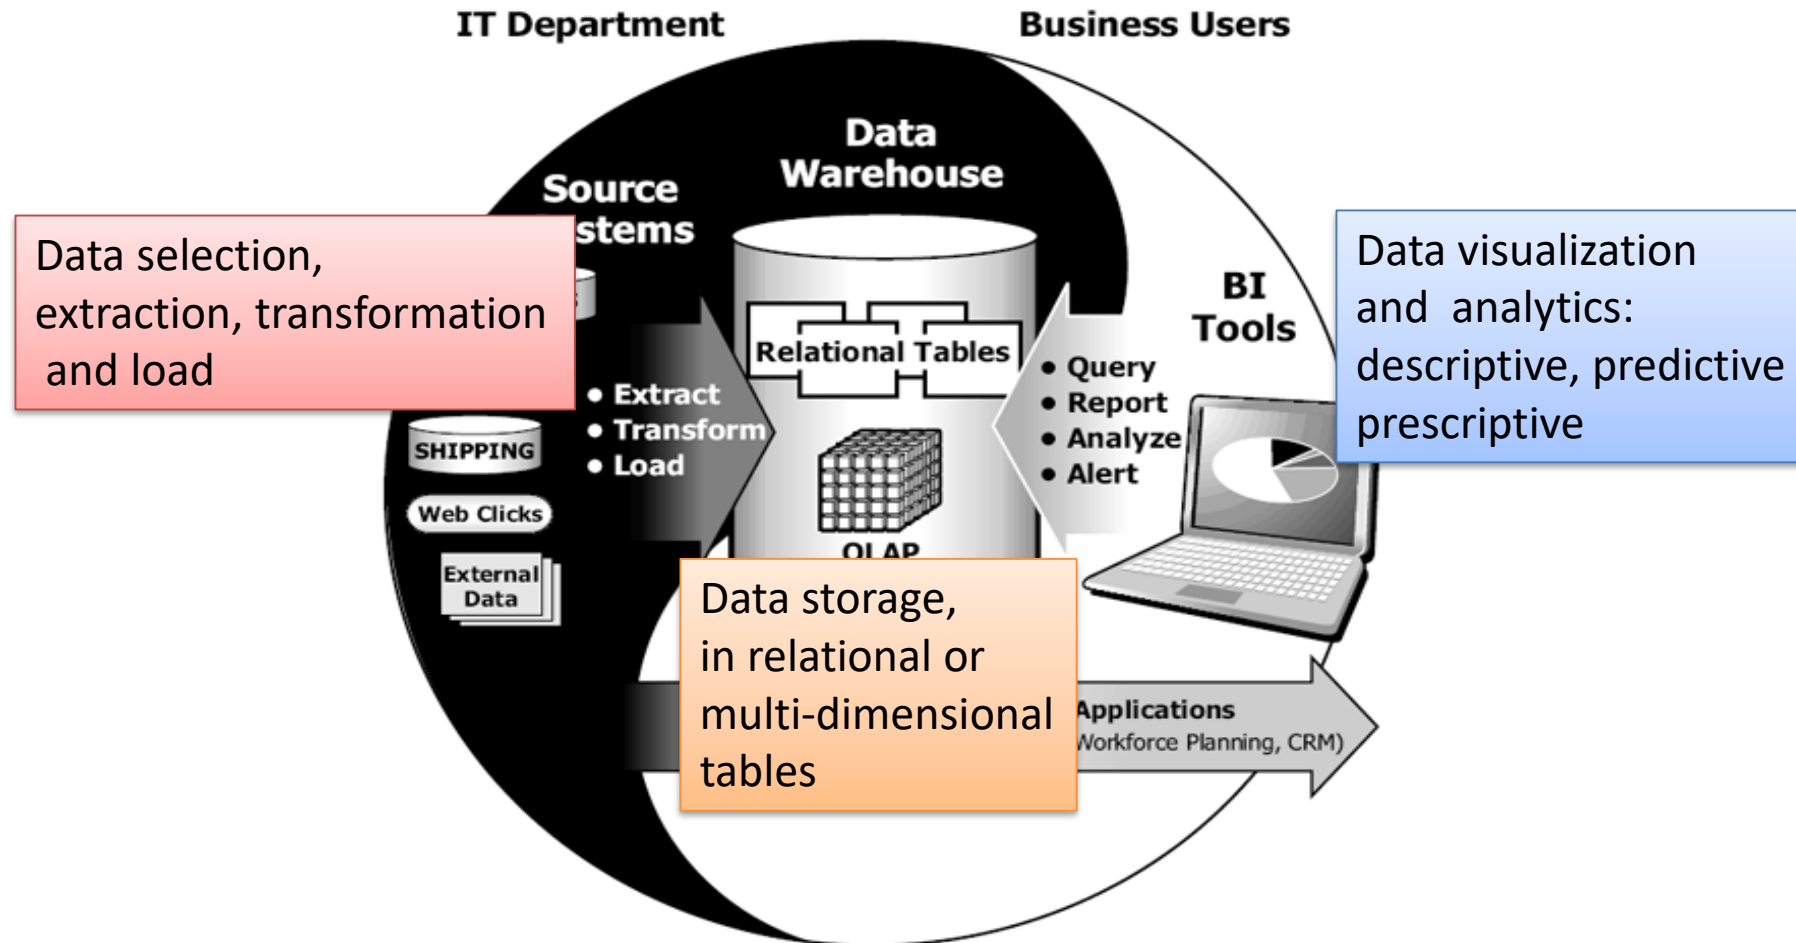 IT Department
Business Users
Data
Warehouse
Source
stems
Data selection,
extraction, transformation
and load
Data visualization
and analytics:
descriptive, predictive
prescriptive
BI
Tools
Relational Tables
• Extract
• Transform
• Load
• Query
• Report
• Analyze
• Alert
SHIPPING
Web Clicks
External
Data
OLAP
Data storage,
in relational or
multi-dimensional
tables
Applications
Workforce Planning, CRM)